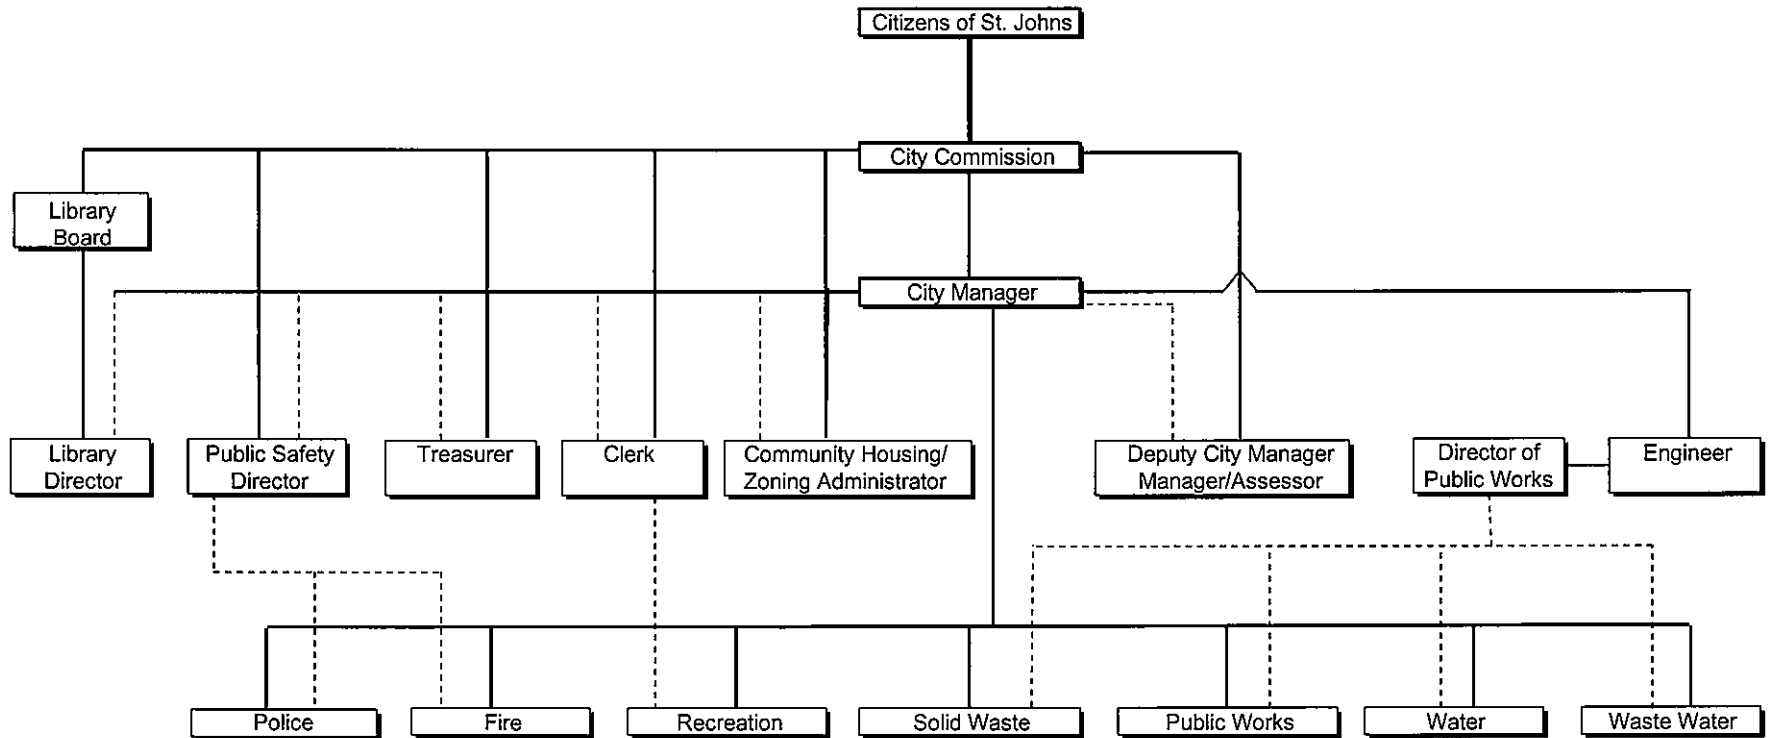 Citizens of St. Johns
City Commission
Library
Board
City Manager
Library
Director
Public Safety
Director
Treasurer
Clerk
Community Housing/
Zoning Administrator
Deputy City Manager
Manager/Assessor
Director of
Public Works
Engineer
Police
Fire
Recreation
Solid Waste
Public Works
Water
Waste Water